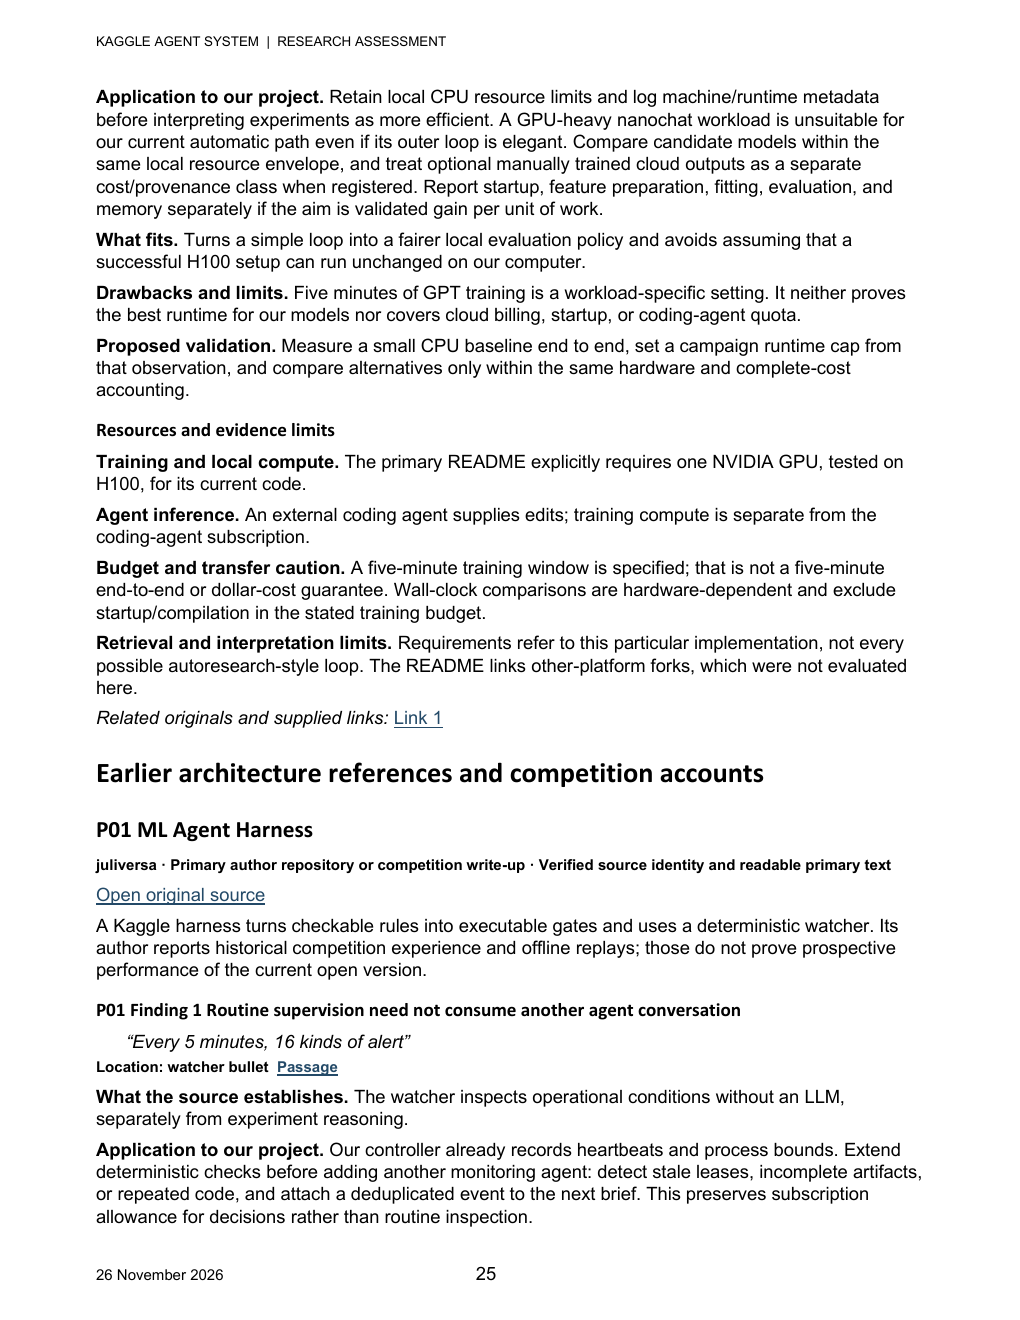 KAGGLE AGENT SYSTEM | RESEARCH ASSESSMENT
Application to our project. Retain local CPU resource limits and log machine/runtime metadata
before interpreting experiments as more efficient. A GPU-heavy nanochat workload is unsuitable for
our current automatic path even if its outer loop is elegant. Compare candidate models within the
same local resource envelope, and treat optional manually trained cloud outputs as a separate
cost/provenance class when registered. Report startup, feature preparation, fitting, evaluation, and
memory separately if the aim is validated gain per unit of work.
What fits. Turns a simple loop into a fairer local evaluation policy and avoids assuming that a
successful H100 setup can run unchanged on our computer.
Drawbacks and limits. Five minutes of GPT training is a workload-specific setting. It neither proves
the best runtime for our models nor covers cloud billing, startup, or coding-agent quota.
Proposed validation. Measure a small CPU baseline end to end, set a campaign runtime cap from
that observation, and compare alternatives only within the same hardware and complete-cost
accounting.
Resources and evidence limits
Training and local compute. The primary README explicitly requires one NVIDIA GPU, tested on
H100, for its current code.
Agent inference. An external coding agent supplies edits; training compute is separate from the
coding-agent subscription.
Budget and transfer caution. A five-minute training window is specified; that is not a five-minute
end-to-end or dollar-cost guarantee. Wall-clock comparisons are hardware-dependent and exclude
startup/compilation in the stated training budget.
Retrieval and interpretation limits. Requirements refer to this particular implementation, not every
possible autoresearch-style loop. The README links other-platform forks, which were not evaluated
here.
Related originals and supplied links: Link 1
Earlier architecture references and competition accounts
P01 ML Agent Harness
juliversa · Primary author repository or competition write-up · Verified source identity and readable primary text
Open original source
A Kaggle harness turns checkable rules into executable gates and uses a deterministic watcher. Its
author reports historical competition experience and offline replays; those do not prove prospective
performance of the current open version.
P01 Finding 1 Routine supervision need not consume another agent conversation
“Every 5 minutes, 16 kinds of alert”
Location: watcher bullet Passage
What the source establishes. The watcher inspects operational conditions without an LLM,
separately from experiment reasoning.
Application to our project. Our controller already records heartbeats and process bounds. Extend
deterministic checks before adding another monitoring agent: detect stale leases, incomplete artifacts,
or repeated code, and attach a deduplicated event to the next brief. This preserves subscription
allowance for decisions rather than routine inspection.
26 November 2026
25